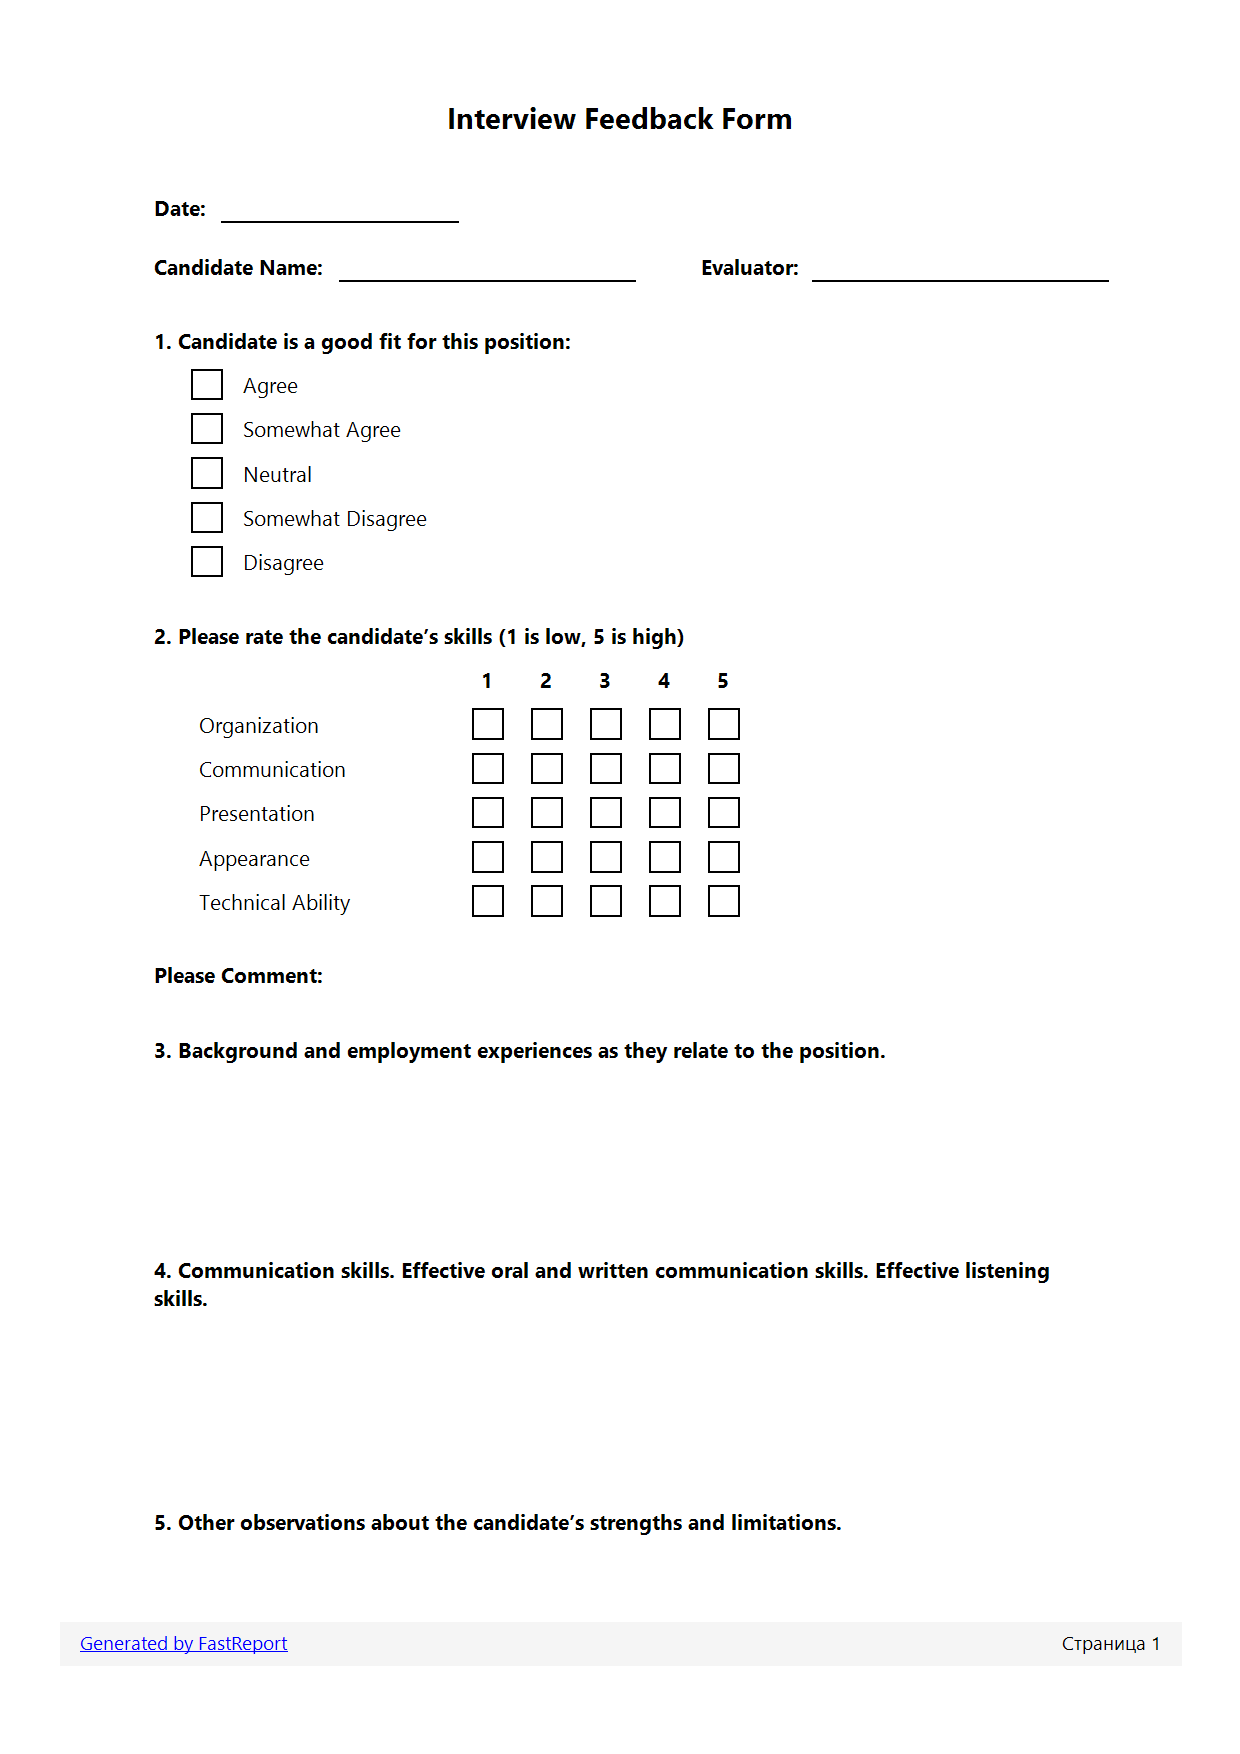 Interview Feedback Form
Date:
Candidate Name: Evaluator:
1. Candidate is a good fit for this position:
Agree
Somewhat Agree
Neutral
Somewhat Disagree
Disagree
2. Please rate the candidate’s skills (1 is low, 5 is high)
1 2 3 4 5
Organization
Communication
Presentation
Appearance
Technical Ability
Please Comment:
3. Background and employment experiences as they relate to the position.
4. Communication skills. Effective oral and written communication skills. Effective listening
skills.
5. Other observations about the candidate’s strengths and limitations.
Generated by FastReport Страница 1